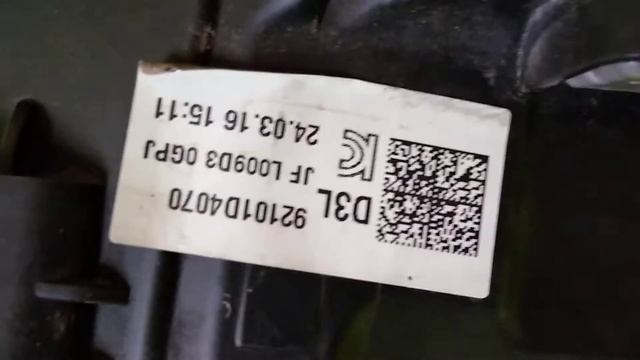 D3L 92101D4070
JF L009D3 0GPJ
24.03.16 15:11